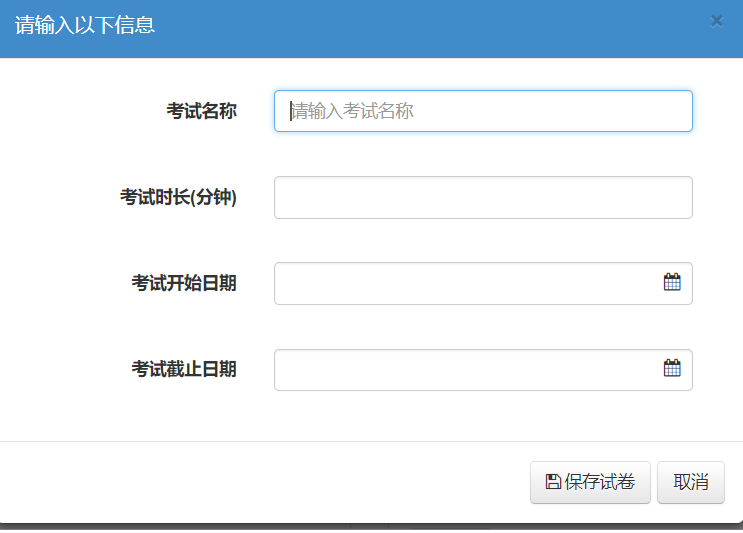 请输入以下信息
×
考试名称
请输入考试名称
考试时长(分钟)
考试开始日期
考试截止日期
保存试卷
取消